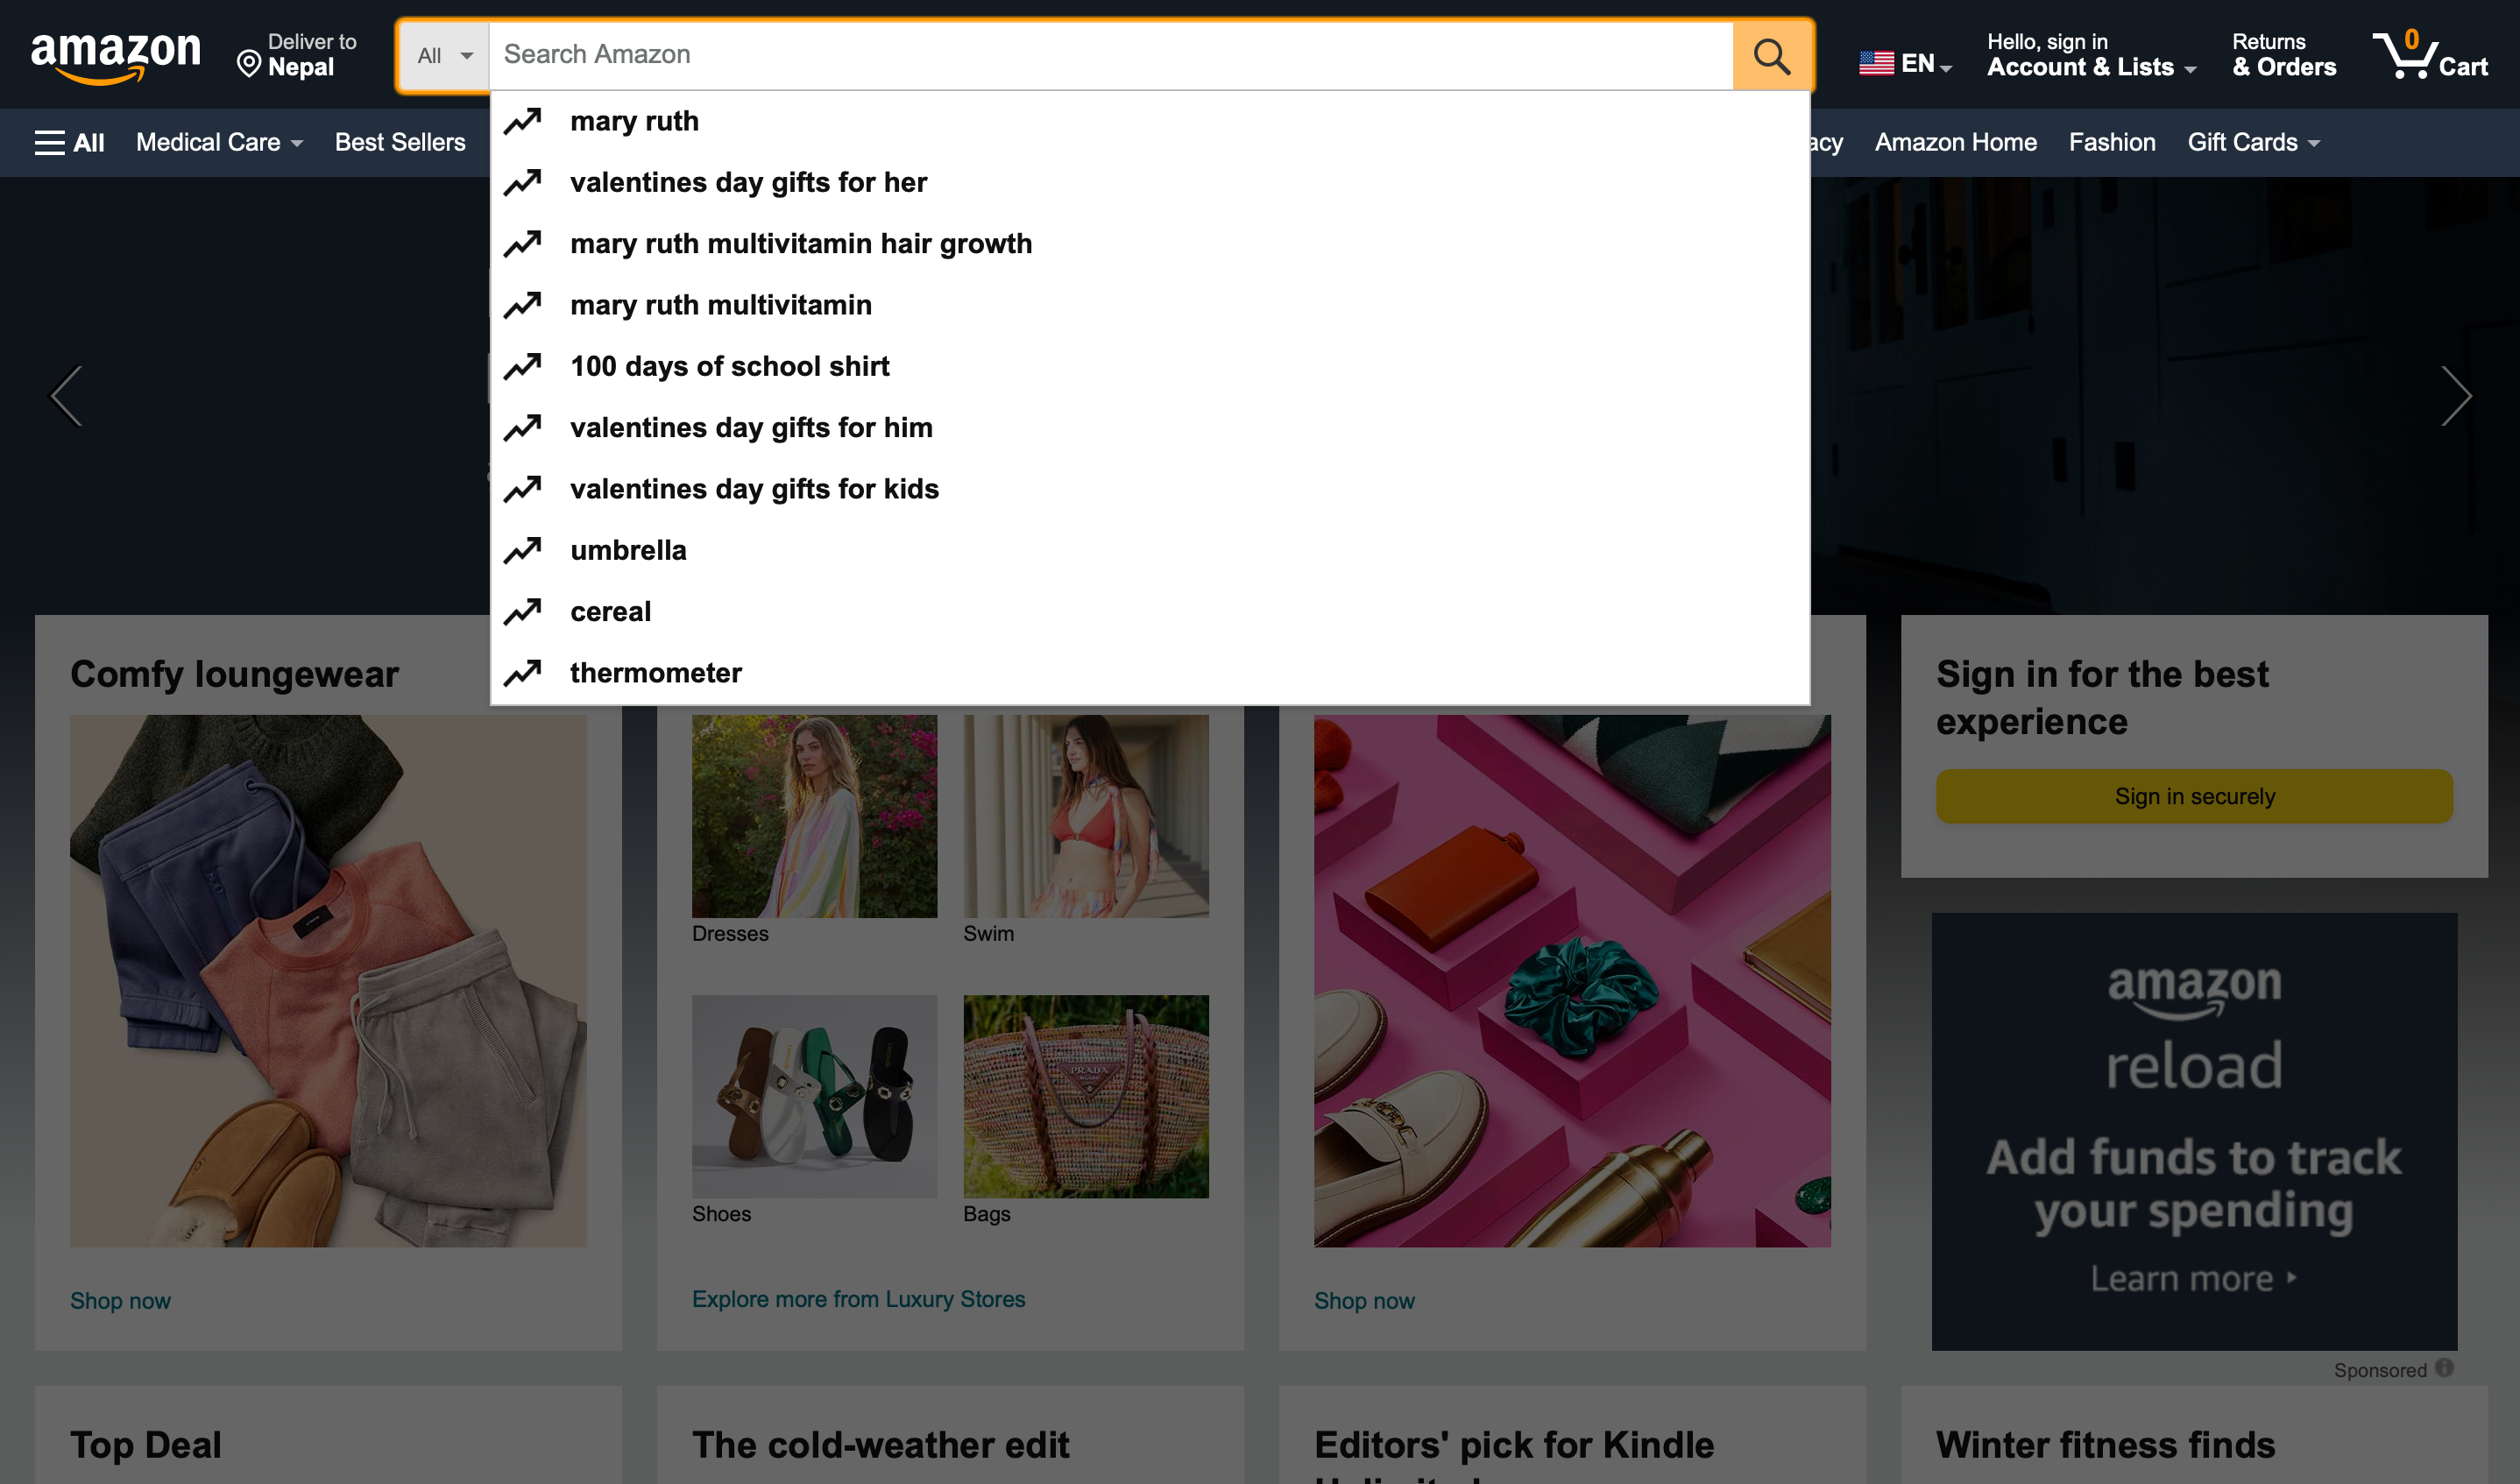 amazon
Deliver to
Nepal
All
Search Amazon
EN
Hello, sign in
Account & Lists
Returns
& Orders
0
Cart
All
Medical Care
Best Sellers
acy
Amazon Home
Fashion
Gift Cards
mary ruth
valentines day gifts for her
mary ruth multivitamin hair growth
mary ruth multivitamin
100 days of school shirt
valentines day gifts for him
valentines day gifts for kids
umbrella
cereal
thermometer
Comfy loungewear
Shop now
Dresses
Swim
PRADA
Shoes
Bags
Explore more from Luxury Stores
Shop now
Sign in for the best
experience
Sign in securely
amazon
reload
Add funds to track
your spending
Learn more
Sponsored
Top Deal
The cold-weather edit
Editors' pick for Kindle
Winter fitness finds